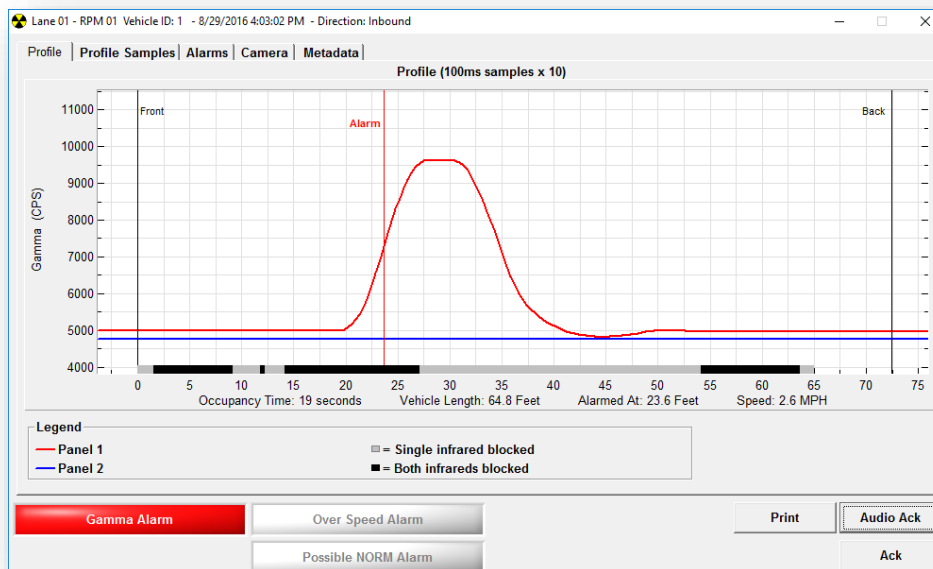 Lane 01 - RPM 01 Vehicle ID: 1 - 8/29/2016 4:03:02 PM - Direction: Inbound
Profile Profile Samples Alarms Camera Metadata
Profile (100ms samples x 10)
Gamma (CPS)
11000
10000
9000
8000
7000
6000
5000
4000
Front
Alarm
Back
0 5 10 15 20 25 30 35 40 45 50 55 60 65 70 75
Occupancy Time: 19 seconds Vehicle Length: 64.8 Feet Alarmed At: 23.6 Feet Speed: 2.6 MPH
Legend
Panel 1 = Single infrared blocked
Panel 2 = Both infrareds blocked
Gamma Alarm Over Speed Alarm Print Audio Ack
Possible NORM Alarm Ack